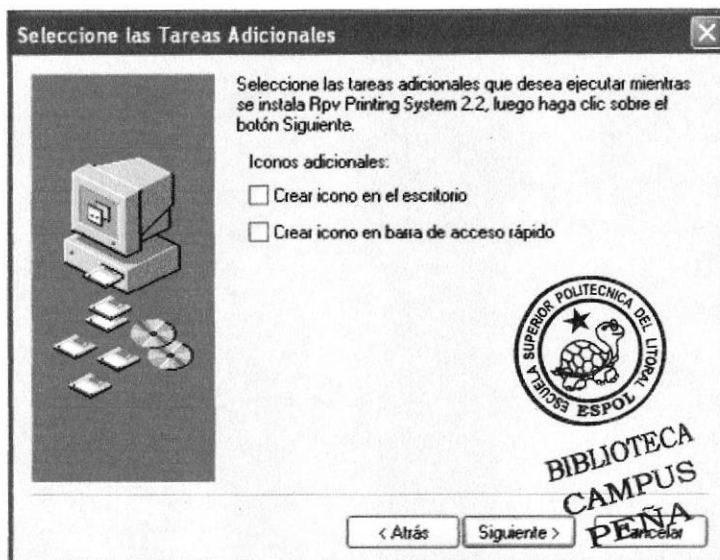 Seleccione las Tareas Adicionales
Seleccione las tareas adicionales que desea ejecutar mientras
se instala Rpv Printing System 2.2, luego haga clic sobre el
botón Siguiente.
Iconos adicionales:
Crear icono en el escritorio
Crear icono en barra de acceso rápido
ESCUELA SUPERIOR POLITECNICA DEL LITORAL
ESPOL
BIBLIOTECA
CAMPUS
PEÑA
< Atrás
Siguiente >
Cancelar